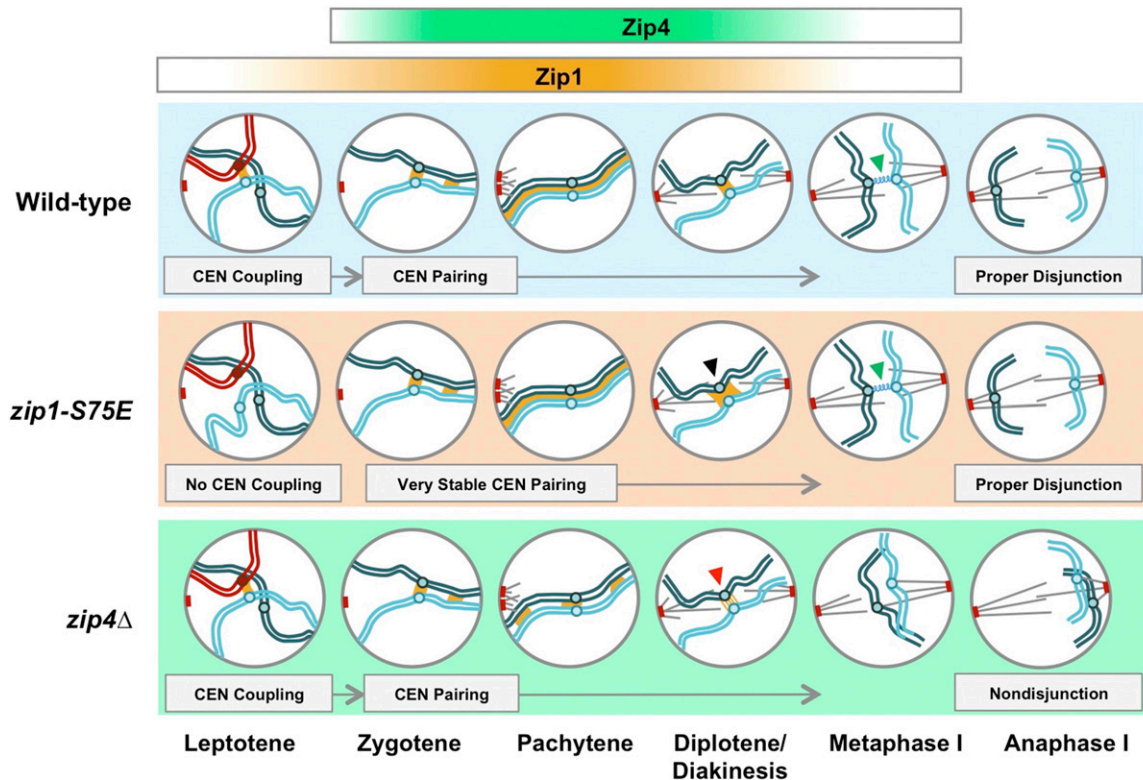 Zip4
Zip1
Wild-type
CEN Coupling
CEN Pairing
Proper Disjunction
zip1-S75E
No CEN Coupling
Very Stable CEN Pairing
Proper Disjunction
zip4Δ
CEN Coupling
CEN Pairing
Nondisjunction
Leptotene
Zygotene
Pachytene
Diplotene/
Diakinesis
Metaphase I
Anaphase I